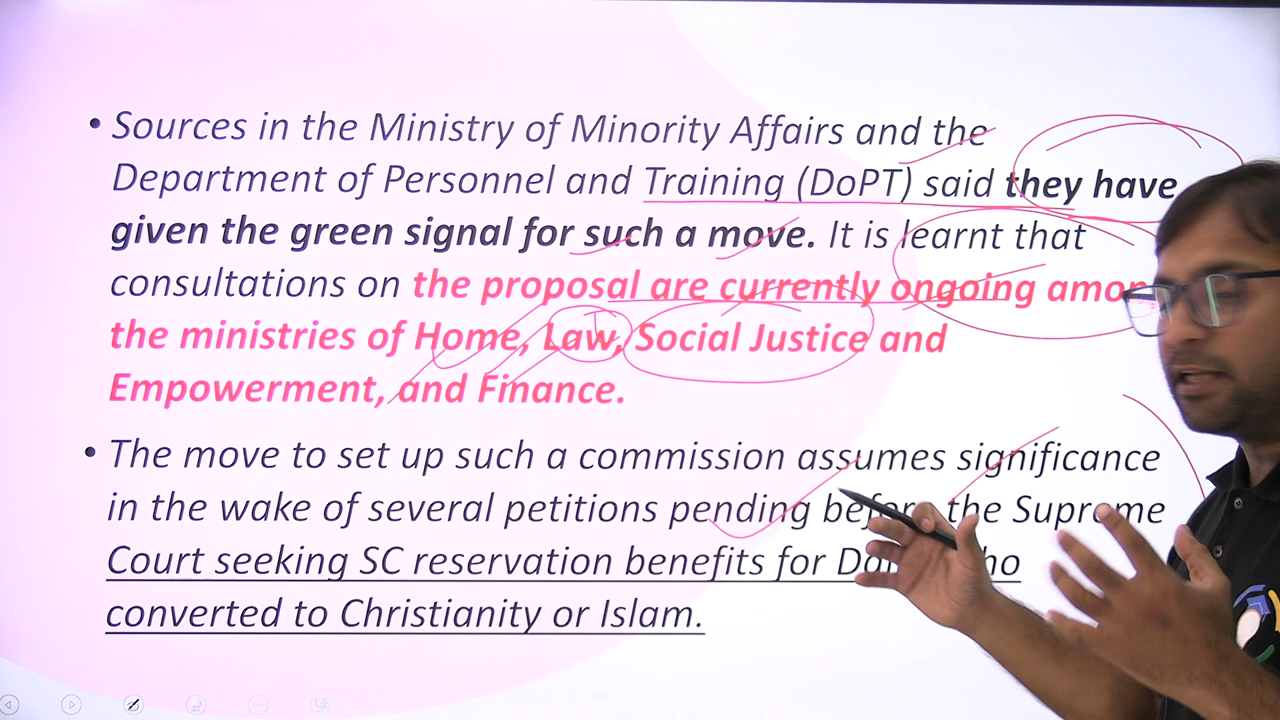 • Sources in the Ministry of Minority Affairs and the
Department of Personnel and Training (DoPT) said they have
given the green signal for such a move. It is learnt that
consultations on the proposal are currently ongoing among
the ministries of Home, Law, Social Justice and
Empowerment, and Finance.
• The move to set up such a commission assumes significance
in the wake of several petitions pending before the Supreme
Court seeking SC reservation benefits for Dalits who
converted to Christianity or Islam.